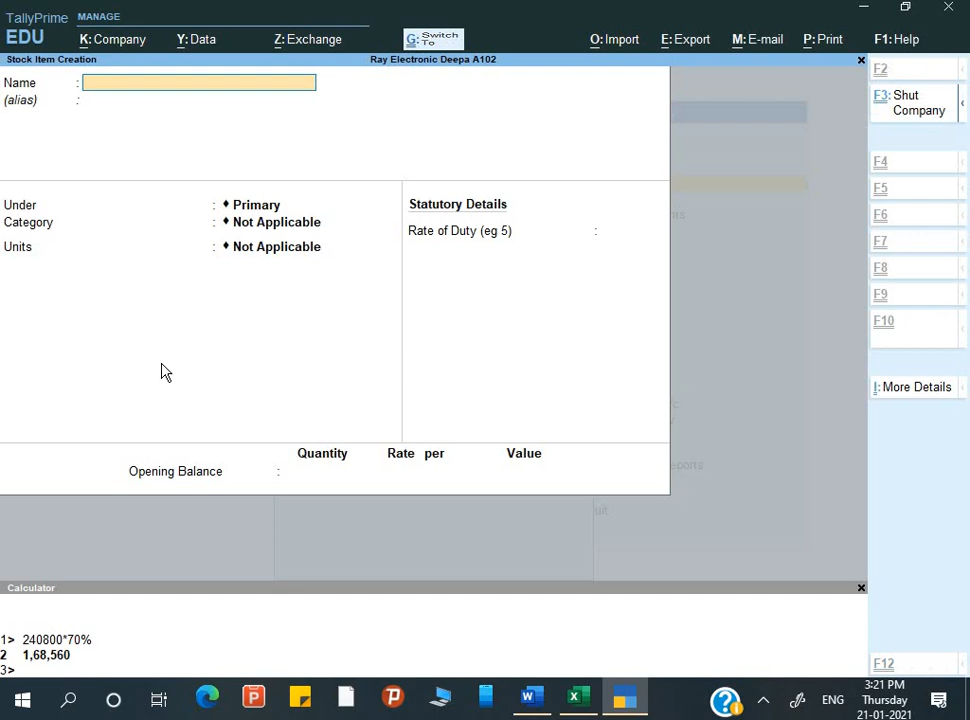 TallyPrime MANAGE
EDU K: Company Y: Data Z: Exchange G: Switch To O: Import E: Export M: E-mail P: Print F1: Help
Stock Item Creation Ray Electronic Deepa A102 x
Name :
(alias) :
Under : ♦ Primary
Category : ♦ Not Applicable
Units : ♦ Not Applicable
Statutory Details
Rate of Duty (eg 5) :
Quantity Rate per Value
Opening Balance :
Calculator x
1> 240800*70%
2 1,68,560
3>
F2
F3: Shut
Company
F4
F5
F6
F7
F8
F9
F10
I: More Details
F12
ENG
3:21 PM
Thursday
21-01-2021